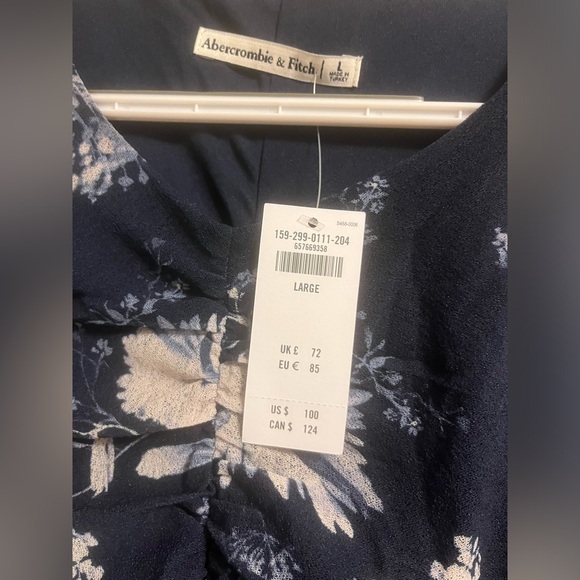 Abercrombie & Fitch
L
MADE IN
TURKEY
159-299-0111-204
657669358
LARGE
UK £ 72
EU € 85
US $ 100
CAN $ 124